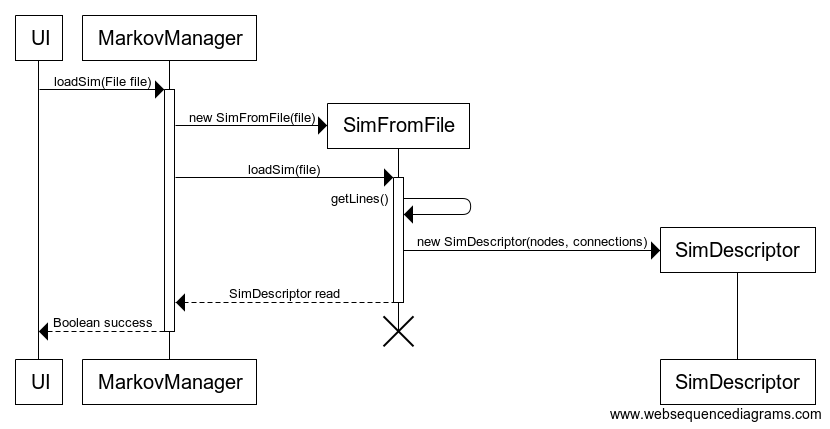 UI
MarkovManager
loadSim(File file)
new SimFromFile(file)
SimFromFile
loadSim(file)
getLines()
new SimDescriptor(nodes, connections)
SimDescriptor
SimDescriptor read
Boolean success
UI
MarkovManager
SimDescriptor
www.websequencediagrams.com